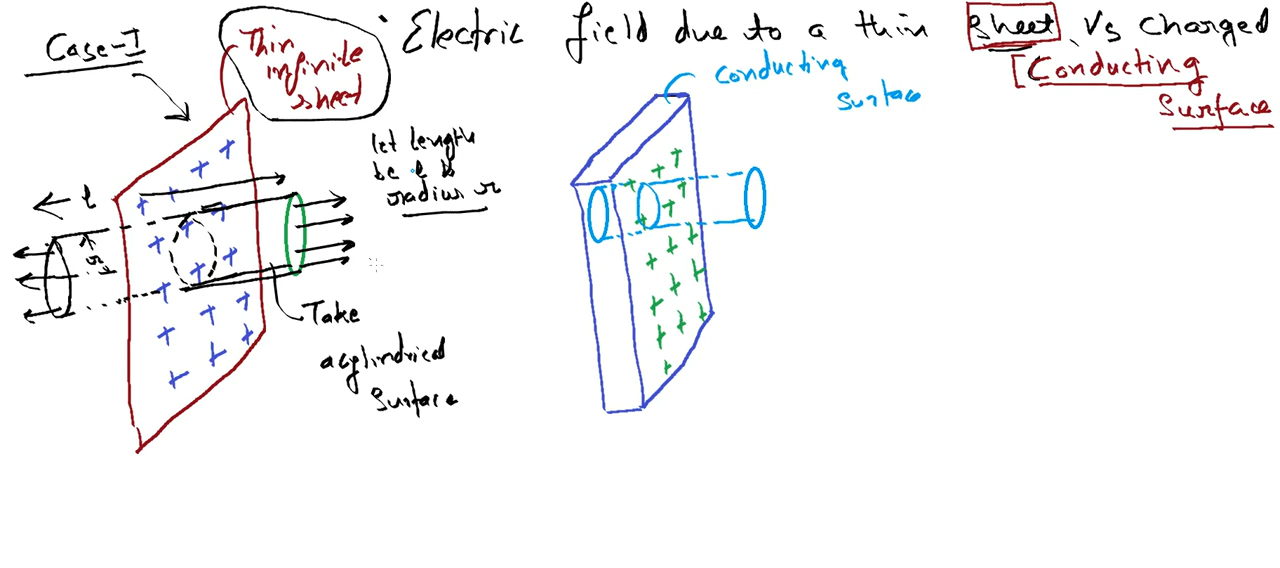 Electric field due to a thin sheet Vs charged
[Conducting
surface
Case-I
Thin
infinite
sheet
let length
be l &
radius r
l
r
Take
a cylindrical
surface
conducting
surface